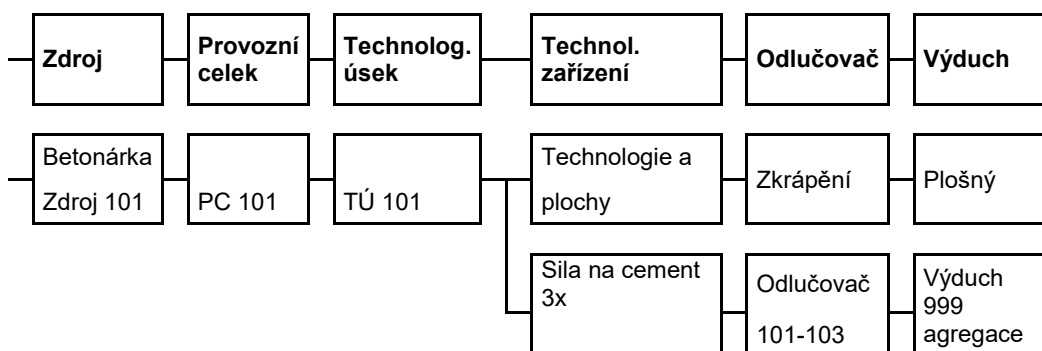 Zdroj
Provozní
celek
Technolog.
úsek
Technol.
zařízení
Odlučovač
Výduch
Betonárka
Zdroj 101
PC 101
TÚ 101
Technologie a
plochy
Zkrápění
Plošný
Sila na cement
3x
Odlučovač
101-103
Výduch
999
agregace